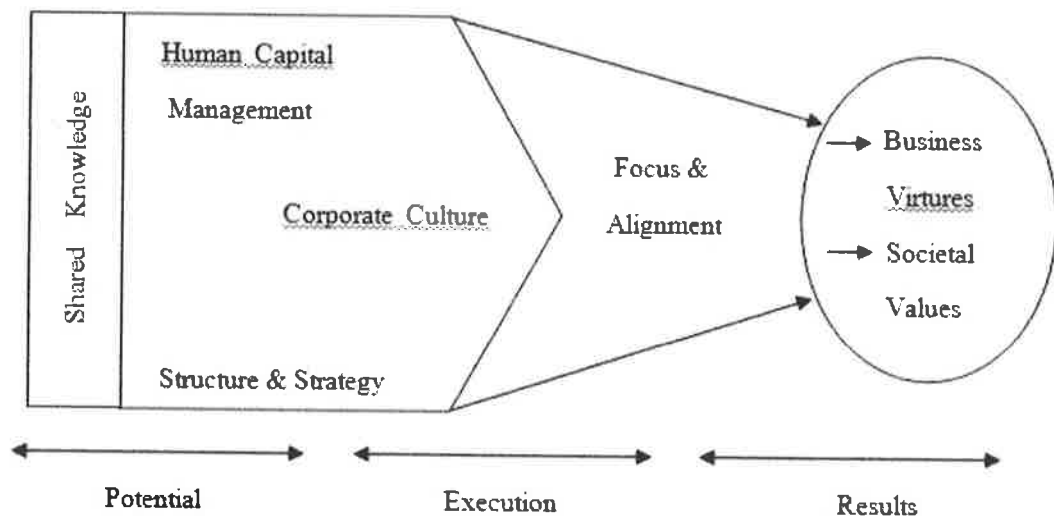 Shared Knowledge
Human Capital
Management
Corporate Culture
Structure & Strategy
Focus &
Alignment
Business
Virtures
Societal
Values
Potential
Execution
Results